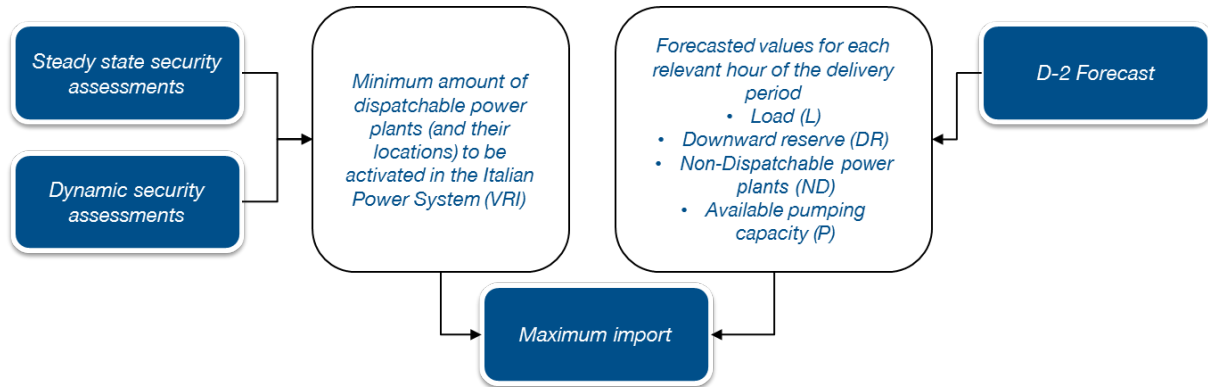 Steady state security
assessments
Dynamic security
assessments
Minimum amount of
dispatchable power
plants (and their
locations) to be
activated in the Italian
Power System (VRI)
Forecasted values for each
relevant hour of the delivery
period
• Load (L)
• Downward reserve (DR)
• Non-Dispatchable power
plants (ND)
• Available pumping
capacity (P)
D-2 Forecast
Maximum import